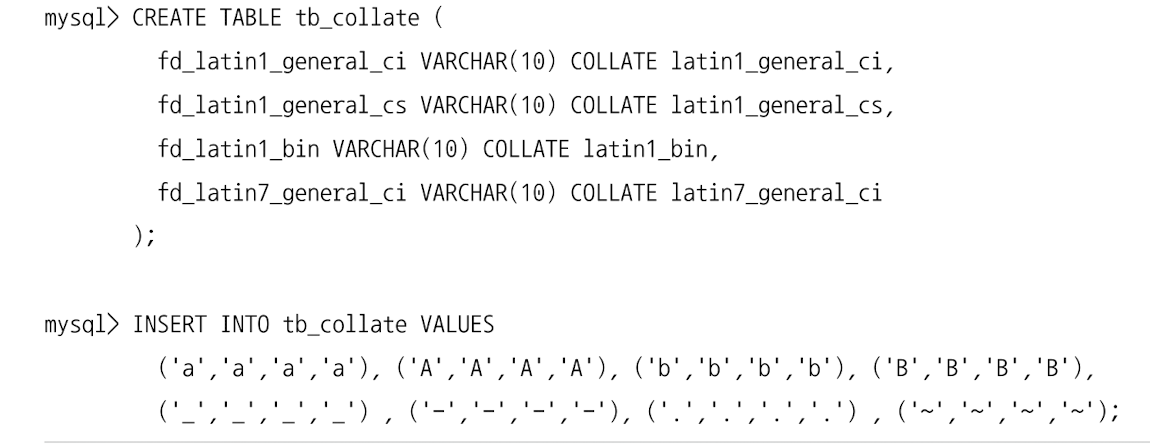 mysql> CREATE TABLE tb_collate (
fd_latin1_general_ci VARCHAR(10) COLLATE latin1_general_ci,
fd_latin1_general_cs VARCHAR(10) COLLATE latin1_general_cs,
fd_latin1_bin VARCHAR(10) COLLATE latin1_bin,
fd_latin7_general_ci VARCHAR(10) COLLATE latin7_general_ci
);
mysql> INSERT INTO tb_collate VALUES
('a','a','a','a'), ('A','A','A','A'), ('b','b','b','b'), ('B','B','B','B'),
('_','_','_','_') , ('-','-','-','-'), ('.','.','.','.') , ('~','~','~','~');